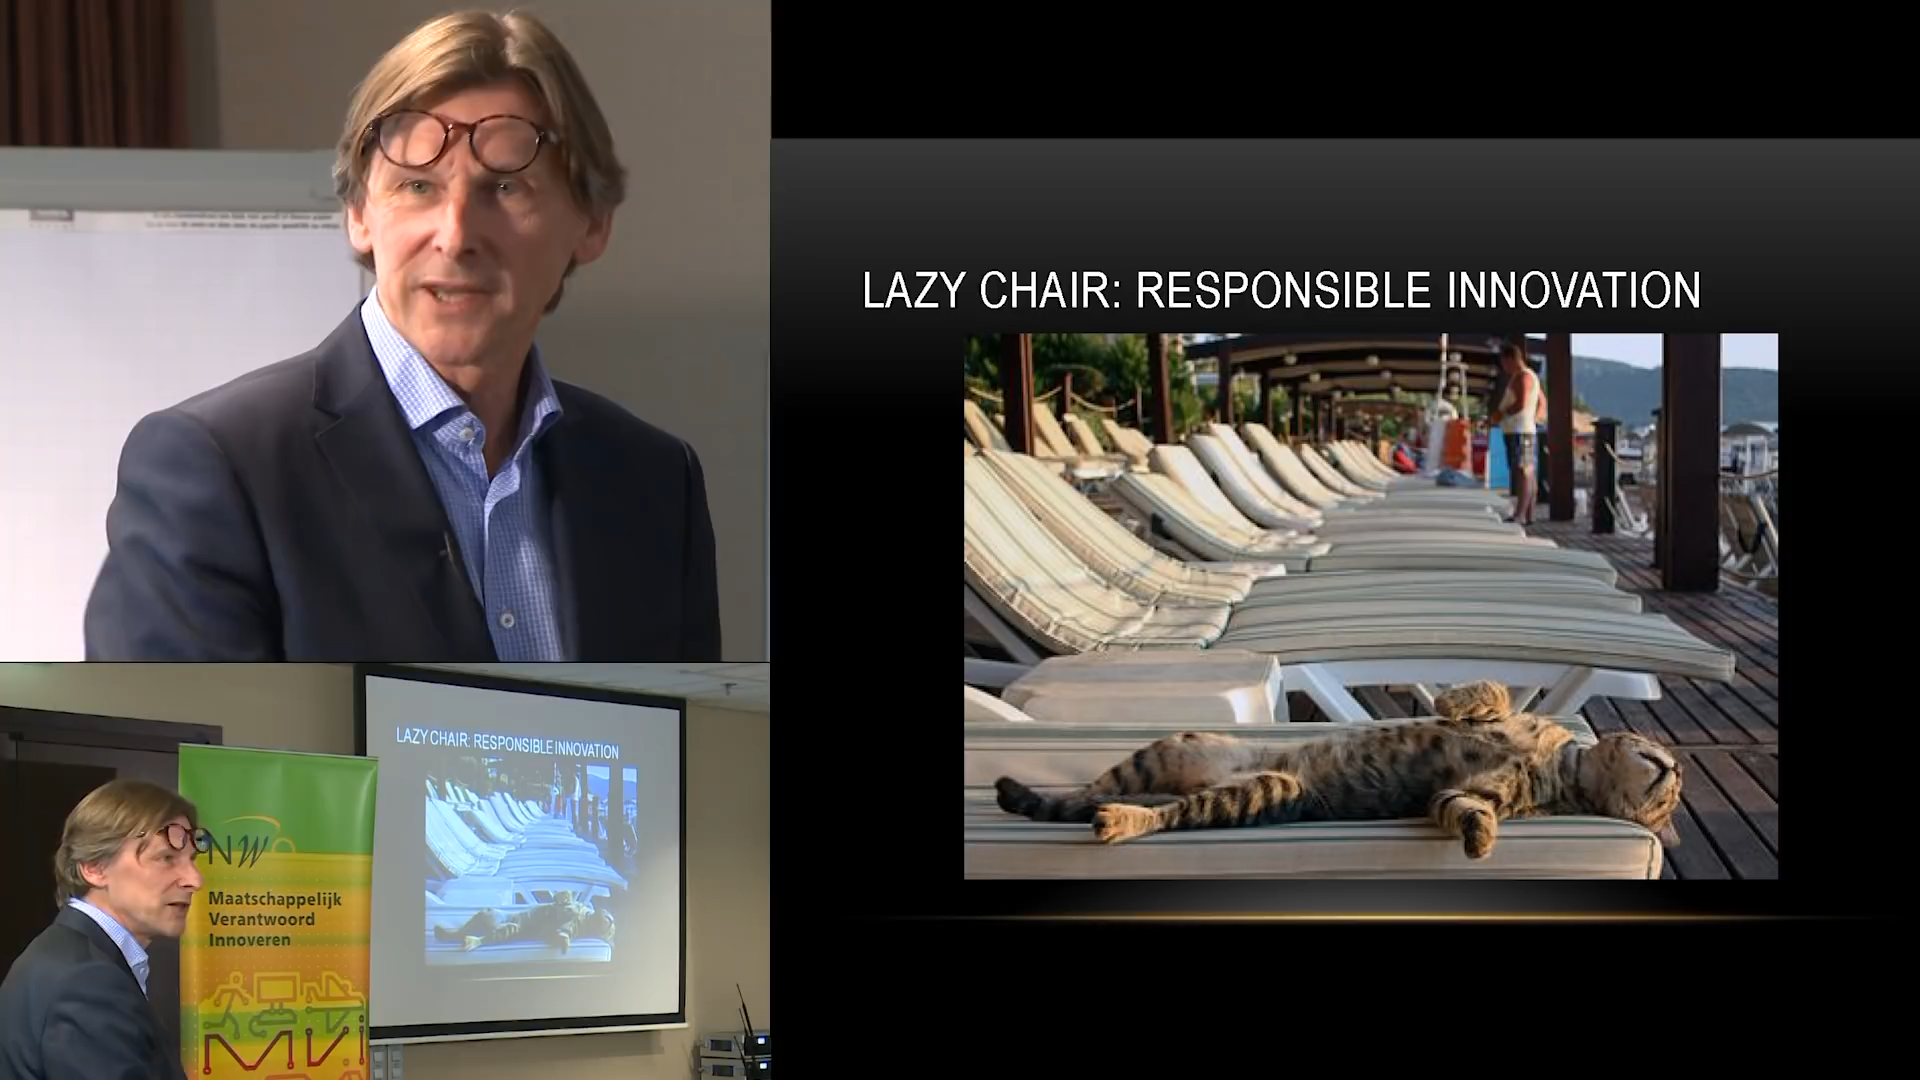 LAZY CHAIR: RESPONSIBLE INNOVATION
LAZY CHAIR: RESPONSIBLE INNOVATION
NWO
Maatschappelijk
Verantwoord
Innoveren
MVI